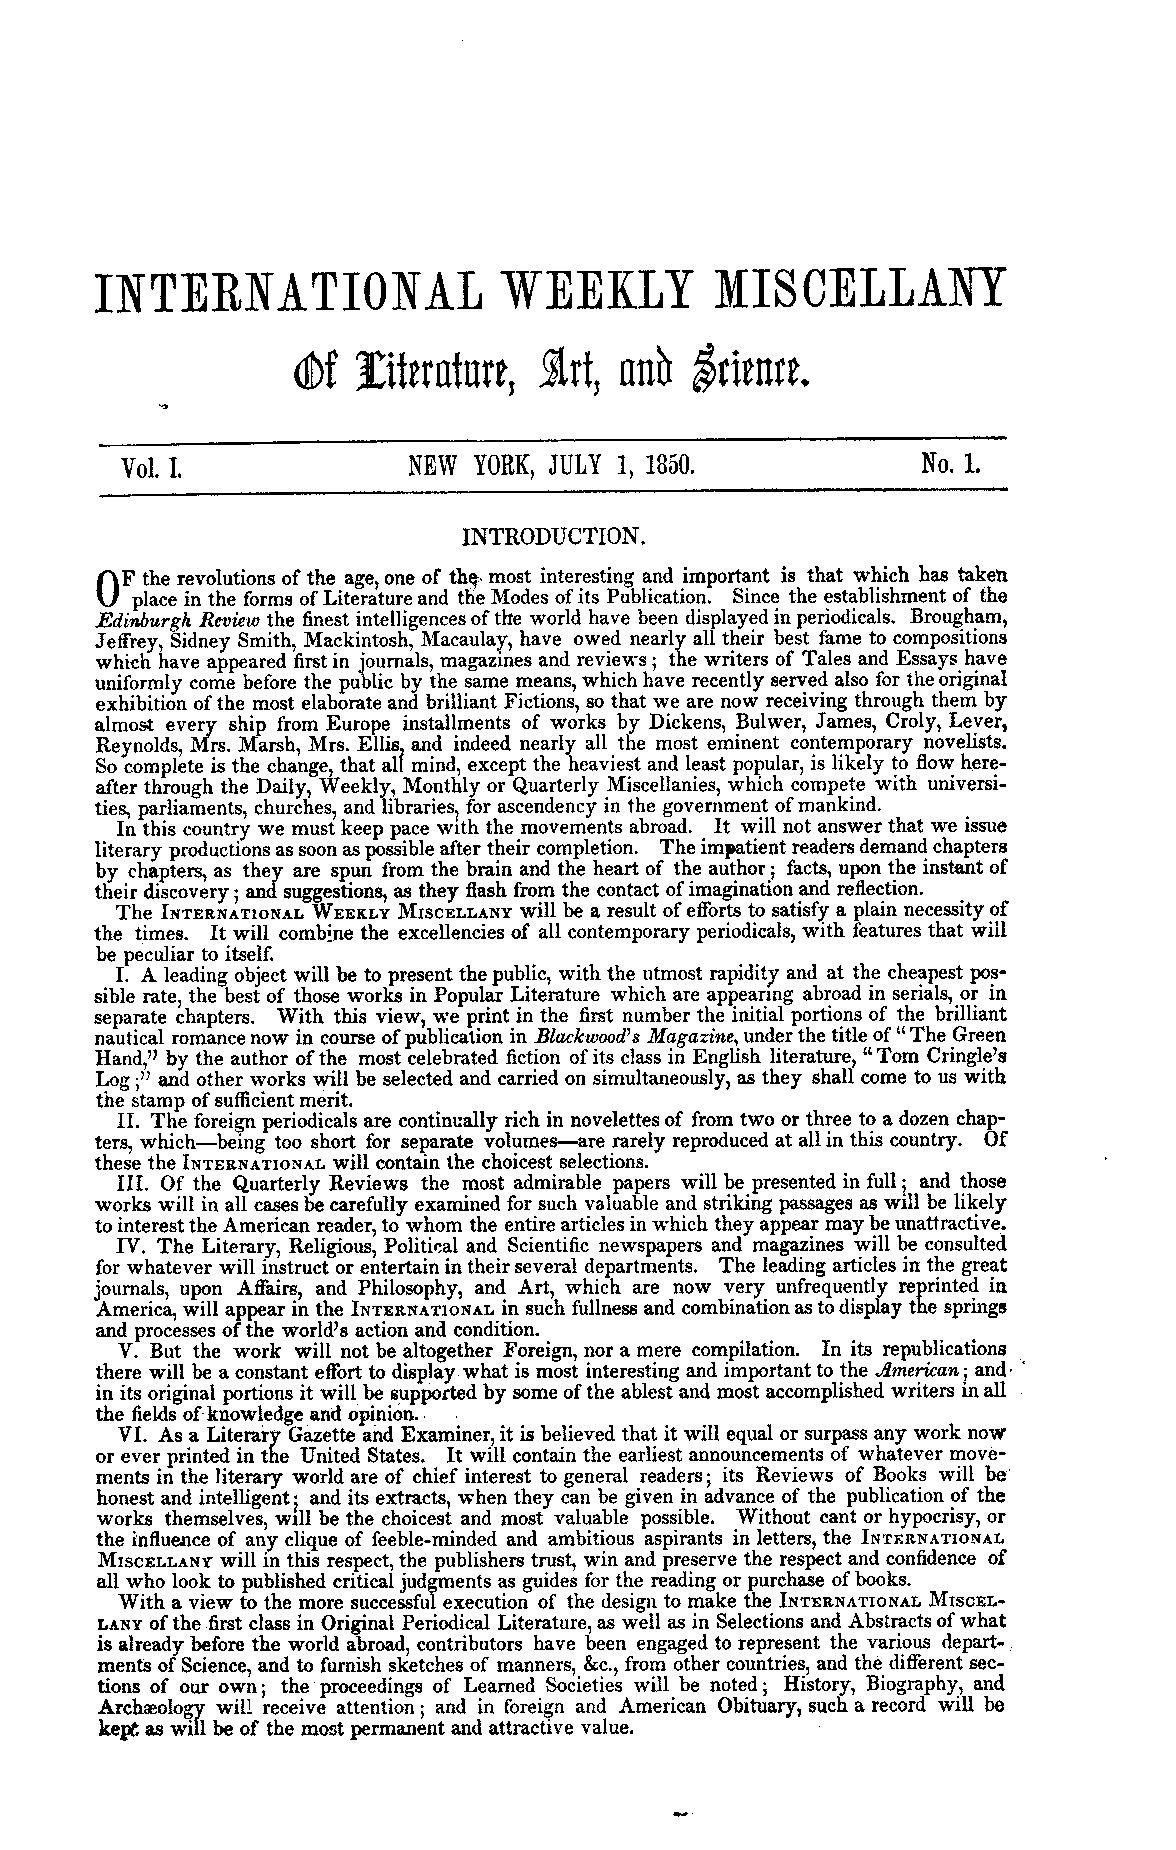 INTERNATIONAL WEEKLY MISCELLANY
Of Literature, Art, and Science.
Vol. I. NEW YORK, JULY 1, 1850. No. 1.
INTRODUCTION.
OF the revolutions of the age, one of the most interesting and important is that which has taken
place in the forms of Literature and the Modes of its Publication. Since the establishment of the
Edinburgh Review the finest intelligences of the world have been displayed in periodicals. Brougham,
Jeffrey, Sidney Smith, Mackintosh, Macaulay, have owed nearly all their best fame to compositions
which have appeared first in journals, magazines and reviews; the writers of Tales and Essays have
uniformly come before the public by the same means, which have recently served also for the original
exhibition of the most elaborate and brilliant Fictions, so that we are now receiving through them by
almost every ship from Europe installments of works by Dickens, Bulwer, James, Croly, Lever,
Reynolds, Mrs. Marsh, Mrs. Ellis, and indeed nearly all the most eminent contemporary novelists.
So complete is the change, that all mind, except the heaviest and least popular, is likely to flow here-
after through the Daily, Weekly, Monthly or Quarterly Miscellanies, which compete with universi-
ties, parliaments, churches, and libraries, for ascendency in the government of mankind.
In this country we must keep pace with the movements abroad. It will not answer that we issue
literary productions as soon as possible after their completion. The impatient readers demand chapters
by chapters, as they are spun from the brain and the heart of the author; facts, upon the instant of
their discovery; and suggestions, as they flash from the contact of imagination and reflection.
The INTERNATIONAL WEEKLY MISCELLANY will be a result of efforts to satisfy a plain necessity of
the times. It will combine the excellencies of all contemporary periodicals, with features that will
be peculiar to itself.
I. A leading object will be to present the public, with the utmost rapidity and at the cheapest pos-
sible rate, the best of those works in Popular Literature which are appearing abroad in serials, or in
separate chapters. With this view, we print in the first number the initial portions of the brilliant
nautical romance now in course of publication in Blackwood's Magazine, under the title of "The Green
Hand," by the author of the most celebrated fiction of its class in English literature, "Tom Cringle's
Log;" and other works will be selected and carried on simultaneously, as they shall come to us with
the stamp of sufficient merit.
II. The foreign periodicals are continually rich in novelettes of from two or three to a dozen chap-
ters, which—being too short for separate volumes—are rarely reproduced at all in this country. Of
these the INTERNATIONAL will contain the choicest selections.
III. Of the Quarterly Reviews the most admirable papers will be presented in full; and those
works will in all cases be carefully examined for such valuable and striking passages as will be likely
to interest the American reader, to whom the entire articles in which they appear may be unattractive.
IV. The Literary, Religious, Political and Scientific newspapers and magazines will be consulted
for whatever will instruct or entertain in their several departments. The leading articles in the great
journals, upon Affairs, and Philosophy, and Art, which are now very unfrequently reprinted in
America, will appear in the INTERNATIONAL in such fullness and combination as to display the springs
and processes of the world's action and condition.
V. But the work will not be altogether Foreign, nor a mere compilation. In its republications
there will be a constant effort to display what is most interesting and important to the American; and
in its original portions it will be supported by some of the ablest and most accomplished writers in all
the fields of knowledge and opinion.
VI. As a Literary Gazette and Examiner, it is believed that it will equal or surpass any work now
or ever printed in the United States. It will contain the earliest announcements of whatever move-
ments in the literary world are of chief interest to general readers; its Reviews of Books will be
honest and intelligent; and its extracts, when they can be given in advance of the publication of the
works themselves, will be the choicest and most valuable possible. Without cant or hypocrisy, or
the influence of any clique of feeble-minded and ambitious aspirants in letters, the INTERNATIONAL
MISCELLANY will in this respect, the publishers trust, win and preserve the respect and confidence of
all who look to published critical judgments as guides for the reading or purchase of books.
With a view to the more successful execution of the design to make the INTERNATIONAL MISCEL-
LANY of the first class in Original Periodical Literature, as well as in Selections and Abstracts of what
is already before the world abroad, contributors have been engaged to represent the various depart-
ments of Science, and to furnish sketches of manners, &c., from other countries, and the different sec-
tions of our own; the proceedings of Learned Societies will be noted; History, Biography, and
Archæology will receive attention; and in foreign and American Obituary, such a record will be
kept as will be of the most permanent and attractive value.